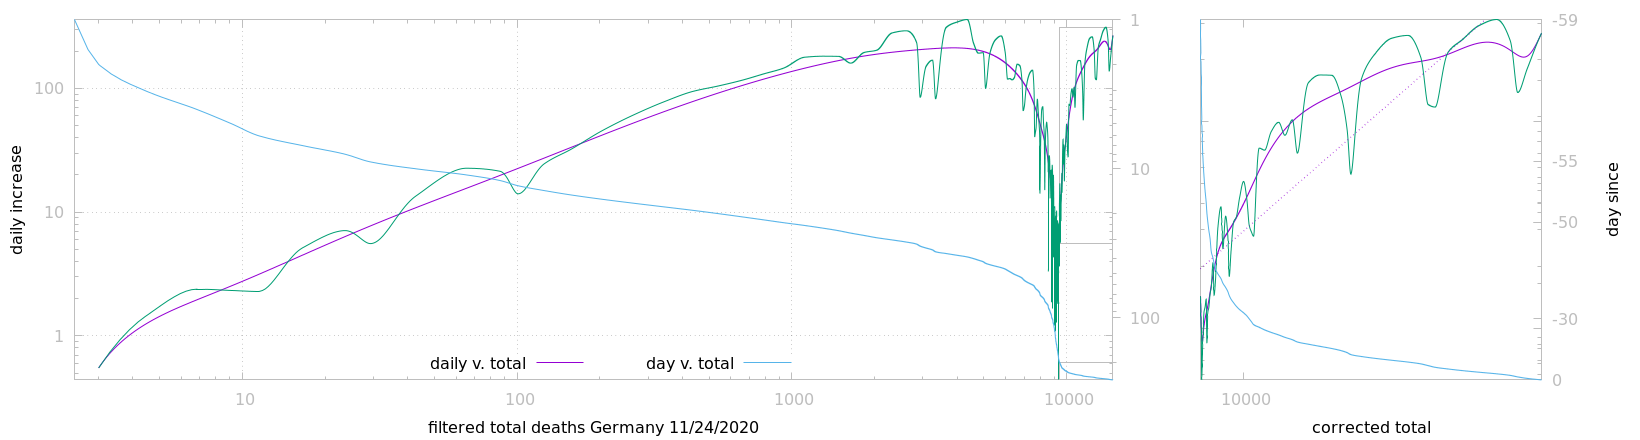 daily increase
100
10
1
10
100
1000
10000
1
10
100
daily v. total
day v. total
filtered total deaths Germany 11/24/2020
10000
corrected total
-59
-55
-50
-30
0
day since